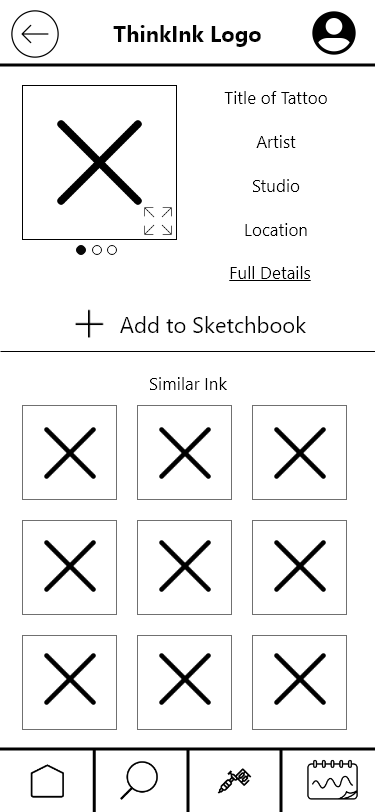 ThinkInk Logo
Title of Tattoo
Artist
Studio
Location
Full Details
Add to Sketchbook
Similar Ink